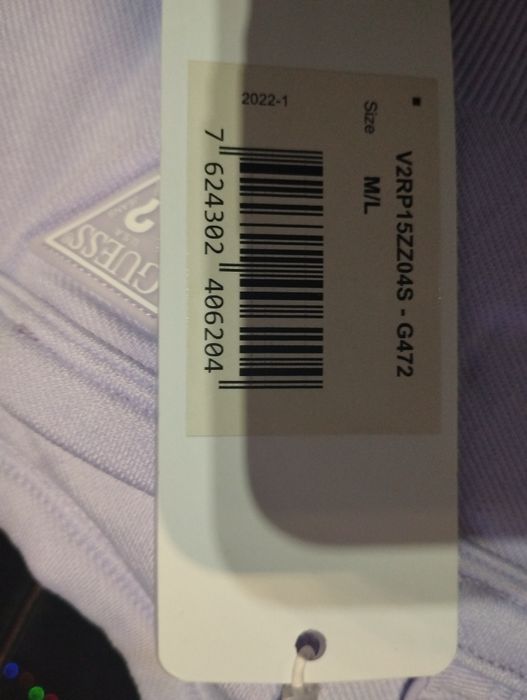 V2RP15ZZ04S - G472
Size M/L
7 624302 406204
2022-1
GUESS
?